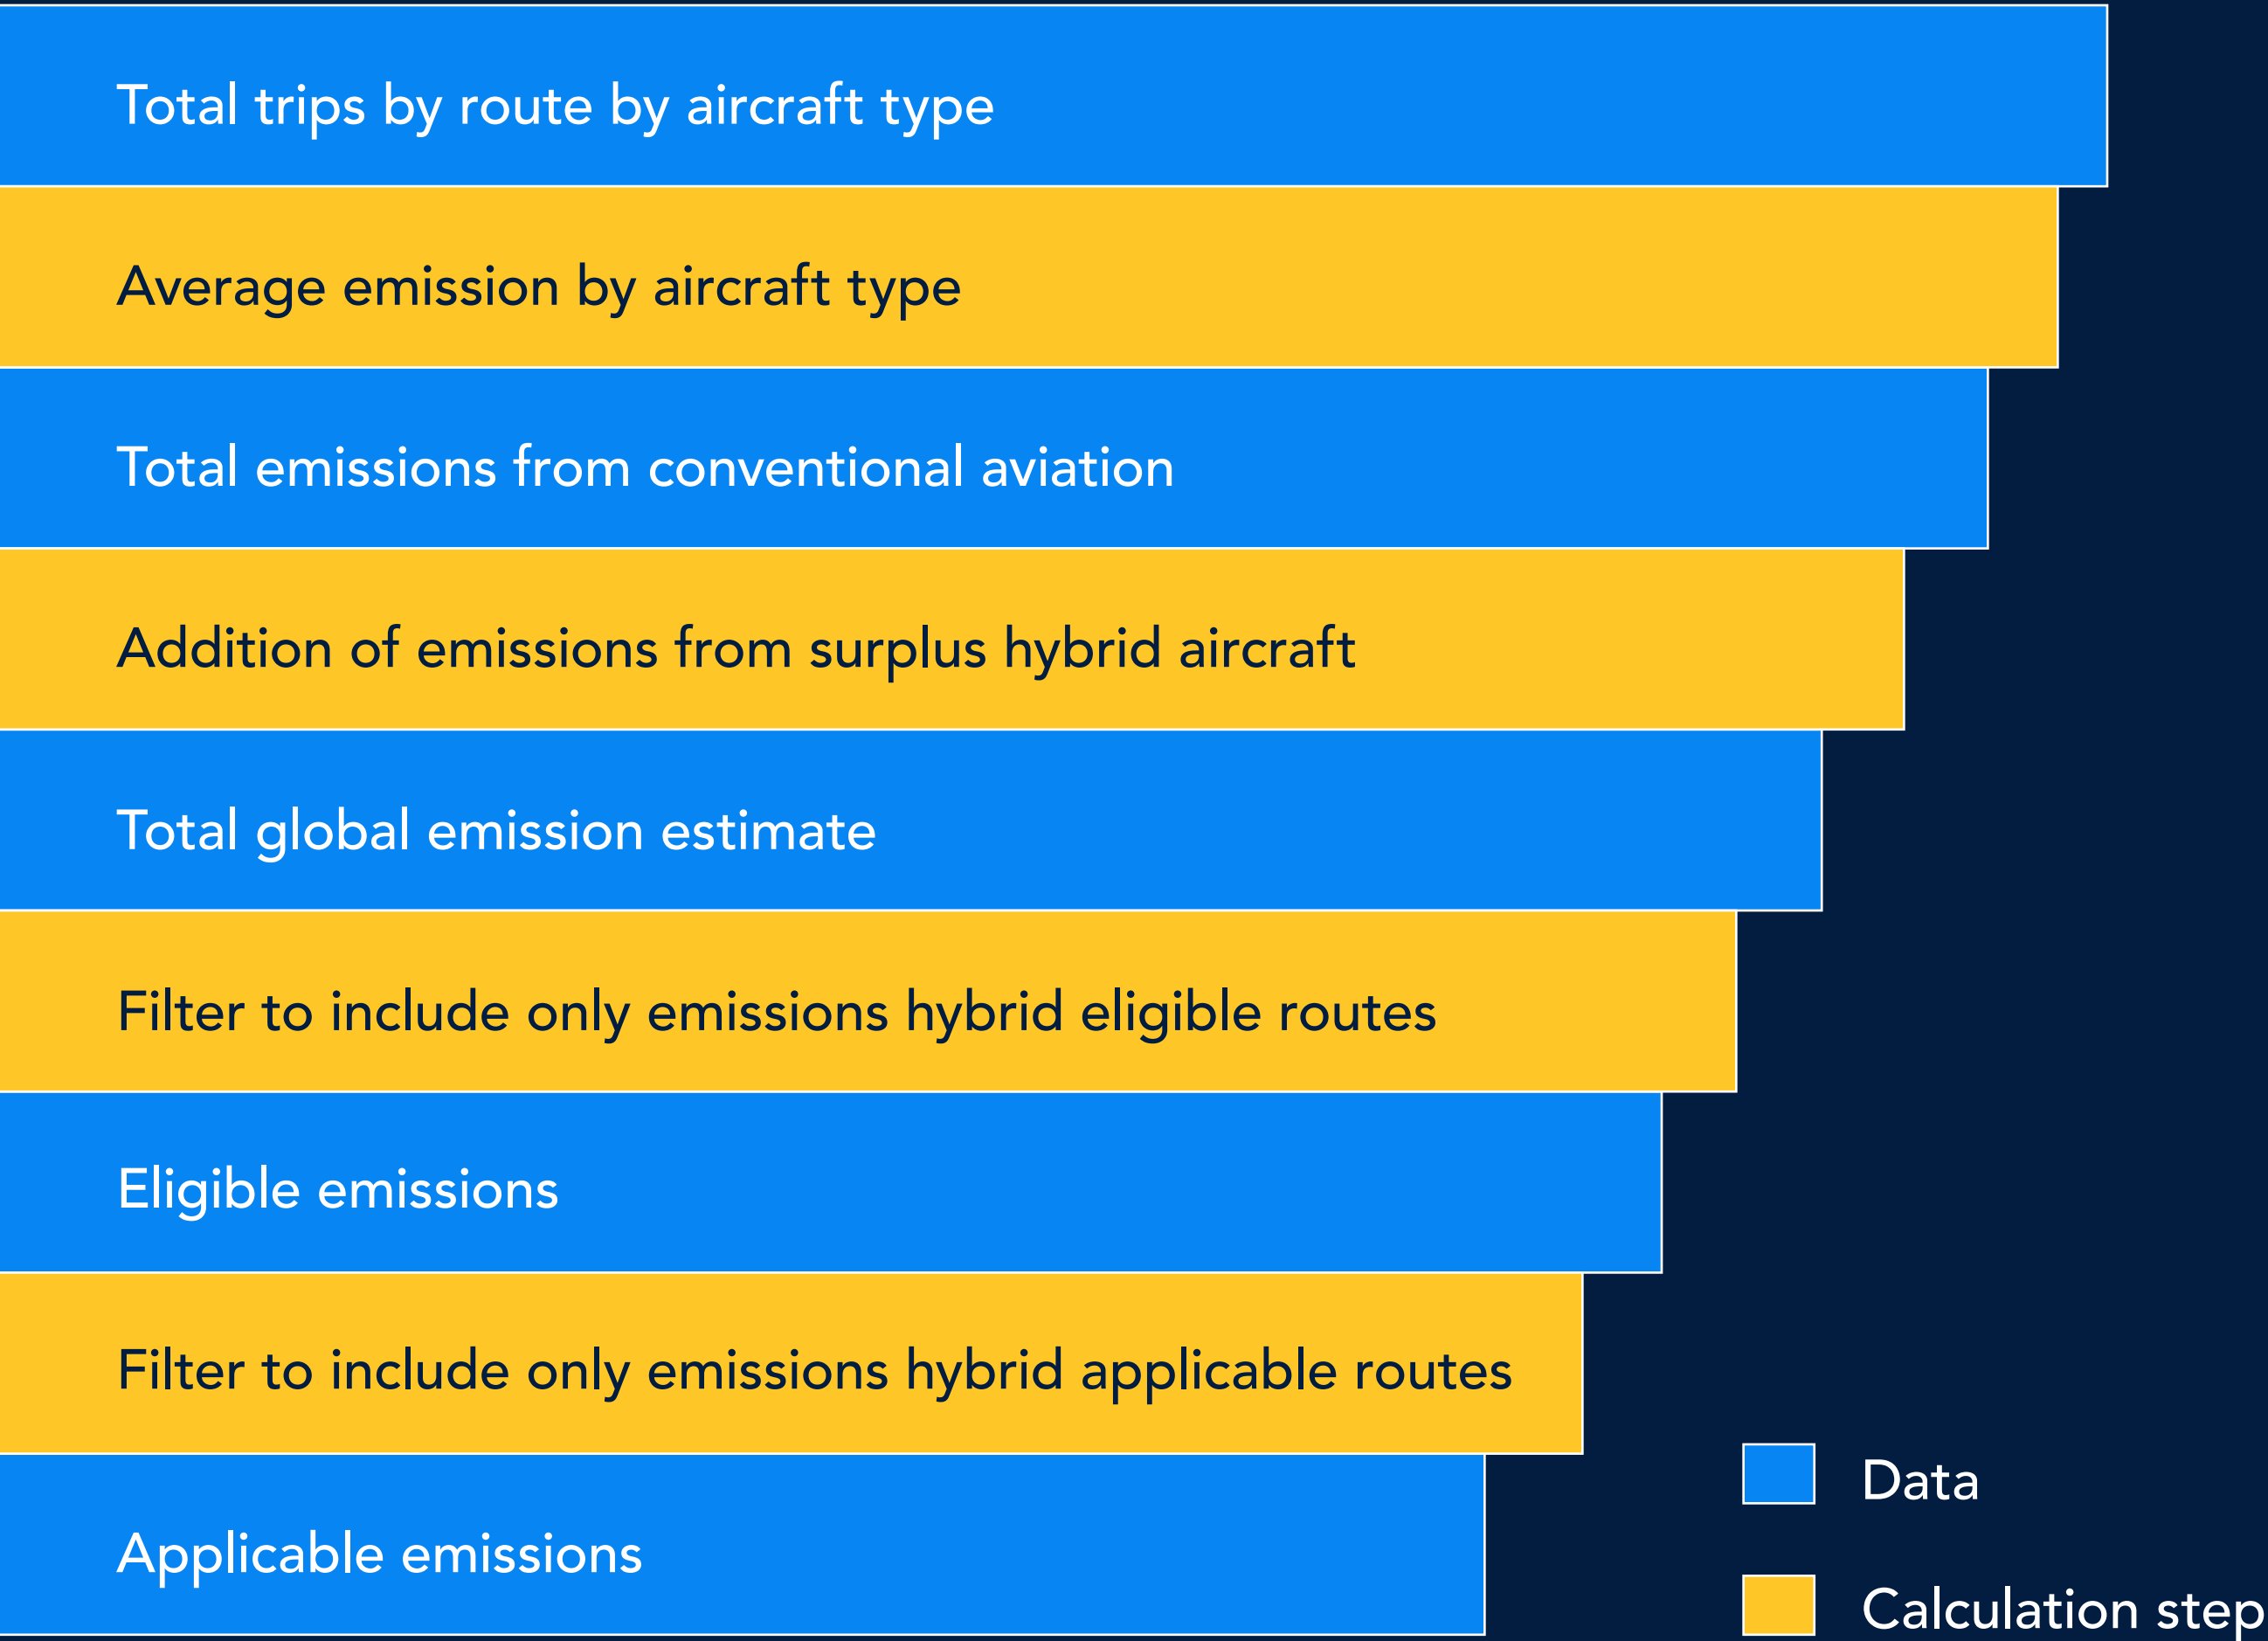 Total trips by route by aircraft type
Average emission by aircraft type
Total emissions from conventional aviation
Addition of emissions from surplus hybrid aircraft
Total global emission estimate
Filter to include only emission hybrid eligible routes
Eligible emissions
Filter to include only emissions hybrid applicable routes
Applicable emissions
Data
Calculation step